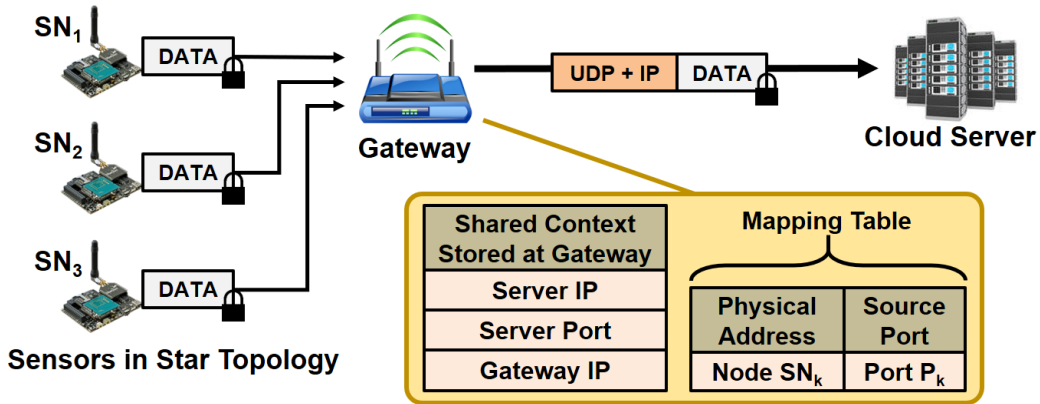 SN1
DATA
SN2
DATA
SN3
DATA
Sensors in Star Topology
Gateway
UDP + IP
DATA
Cloud Server
Shared Context
Stored at Gateway
Server IP
Server Port
Gateway IP
Mapping Table
Physical
Address
Source
Port
Node SNk
Port Pk